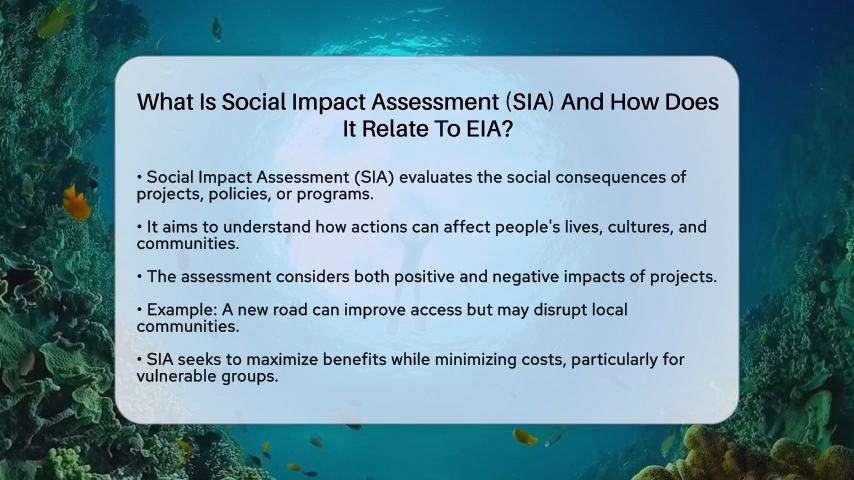 What Is Social Impact Assessment (SIA) And How Does
It Relate To EIA?
• Social Impact Assessment (SIA) evaluates the social consequences of
projects, policies, or programs.
• It aims to understand how actions can affect people's lives, cultures, and
communities.
• The assessment considers both positive and negative impacts of projects.
• Example: A new road can improve access but may disrupt local
communities.
• SIA seeks to maximize benefits while minimizing costs, particularly for
vulnerable groups.